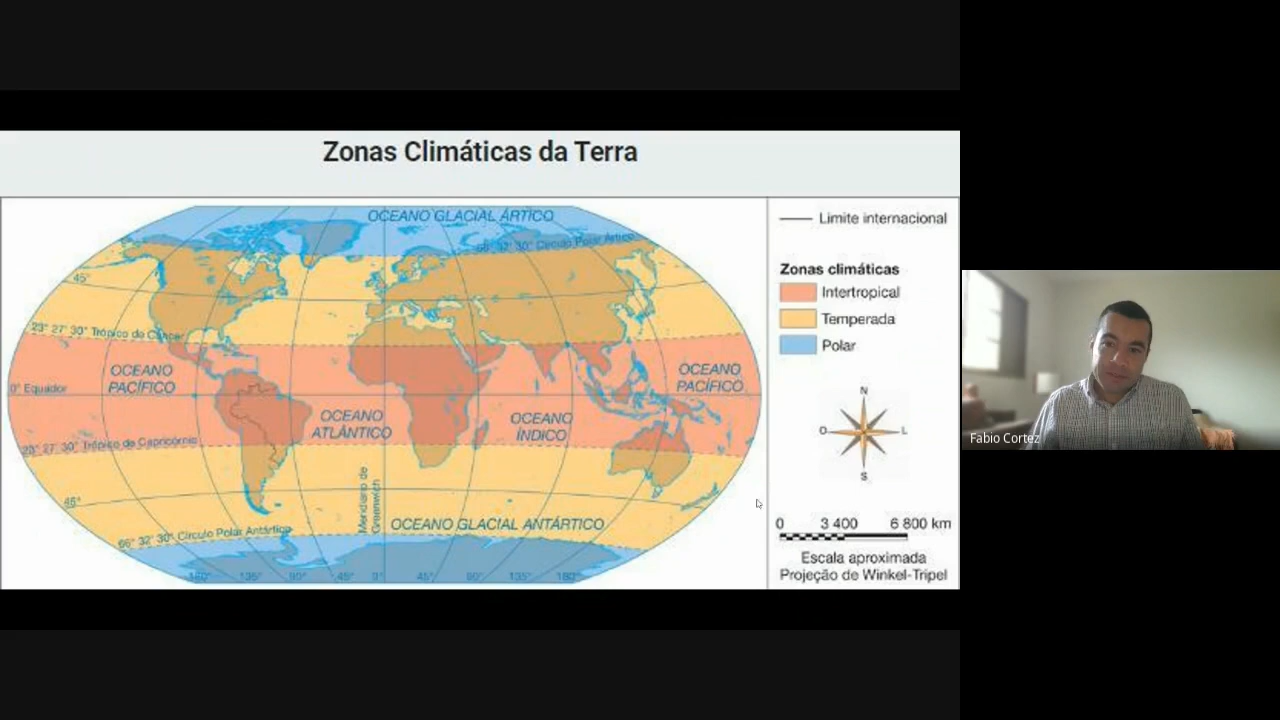 Zonas Climáticas da Terra
OCEANO GLACIAL ÁRTICO
66° 32' 30" Círculo Polar Ártico
45°
23° 27' 30" Trópico de Câncer
OCEANO
PACÍFICO
OCEANO
PACÍFICO
0° Equador
OCEANO
ATLÂNTICO
OCEANO
ÍNDICO
23° 27' 30" Trópico de Capricórnio
45°
Meridiano de
Greenwich
OCEANO GLACIAL ANTÁRTICO
66° 32' 30" Círculo Polar Antártico
180° 135° 90° 45° 0° 45° 90° 135° 180°
Limite internacional
Zonas climáticas
Intertropical
Temperada
Polar
N
O L
S
0 3 400 6 800 km
Escala aproximada
Projeção de Winkel-Tripel
Fabio Cortez